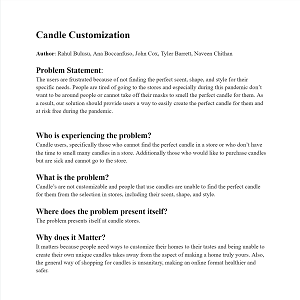 Candle Customization
Author: Rahul Buhisu, Ana Boccanfuso, John Cox, Tyler Barrett, Naveen Chithan
Problem Statement:
The users are frustrated because of not finding the perfect scent, shape, and style for their
specific needs. People are tired of going to the stores and especially during this pandemic don't
want to be around people or cannot take off their masks to smell the perfect candle for them. As
a result, our solution should provide users a way to easily create the perfect candle for them and
at risk free during the pandemic.
Who is experiencing the problem?
Candle users, specifically those who cannot find the perfect candle in a store or who don't have
the time to smell many candles in a store. Additionally those who would like to purchase candles
but are sick and cannot go to the store.
What is the problem?
Candle's are not customizable and people that use candles are unable to find the perfect candle
for them from the selection in stores, including their scent, shape, and style.
Where does the problem present itself?
The problem presents itself at candle stores.
Why does it Matter?
It matters because people need ways to customize their homes to their tastes and being unable to
create their own unique candles takes away from the aspect of making a home truly yours. Also,
the general way of shopping for candles is unsanitary, making an online format healthier and
safer.